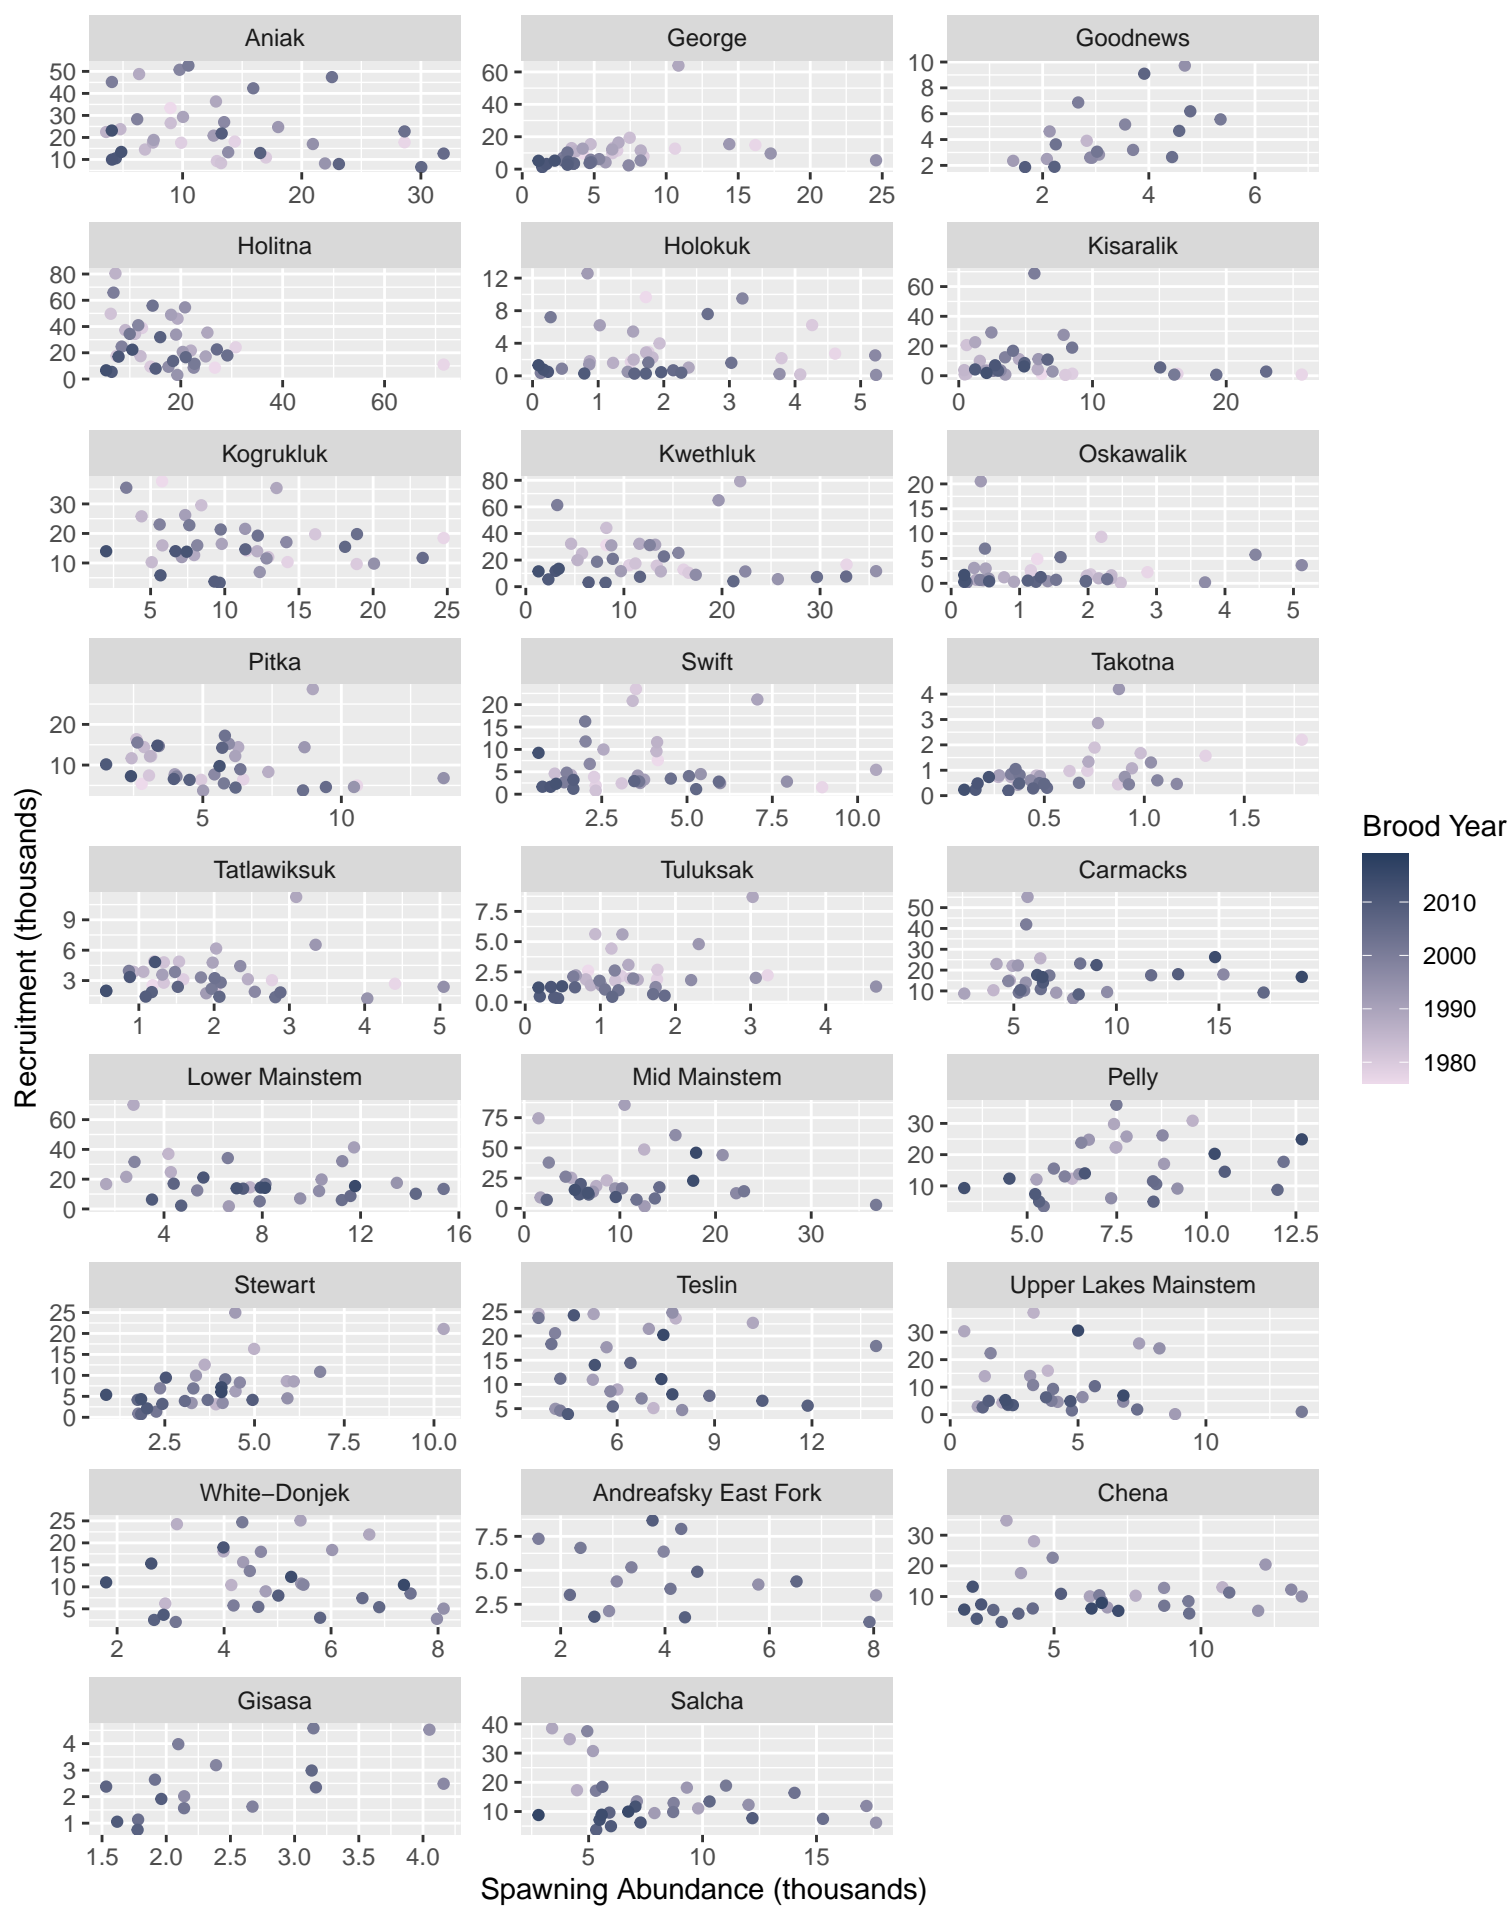 Aniak George Goodnews
50 40 30 20 10
10 20 30
60 40 20 0
0 5 10 15 20 25
10 8 6 4 2
2 4 6
Holitna Holokuk Kisaralik
80 60 40 20 0
20 40 60
12 8 4 0
0 1 2 3 4 5
60 40 20 0
0 10 20
Kogrukluk Kwethluk Oskawalik
30 20 10
5 10 15 20 25
80 60 40 20 0
0 10 20 30
20 15 10 5 0
0 1 2 3 4 5
Pitka Swift Takotna
20 10
5 10
20 15 10 5 0
2.5 5.0 7.5 10.0
4 3 2 1 0
0.5 1.0 1.5
Tatlawiksuk Tuluksak Carmacks
9 6 3
1 2 3 4 5
7.5 5.0 2.5 0.0
0 1 2 3 4
50 40 30 20 10
5 10 15
Lower Mainstem Mid Mainstem Pelly
60 40 20 0
4 8 12 16
75 50 25 0
0 10 20 30
30 20 10
5.0 7.5 10.0 12.5
Stewart Teslin Upper Lakes Mainstem
25 20 15 10 5 0
2.5 5.0 7.5 10.0
25 20 15 10 5
6 9 12
30 20 10 0
0 5 10
White−Donjek Andreafsky East Fork Chena
25 20 15 10 5
2 4 6 8
7.5 5.0 2.5
2 4 6 8
30 20 10
5 10
Gisasa Salcha
4 3 2 1
1.5 2.0 2.5 3.0 3.5 4.0
40 30 20 10
5 10 15
Spawning Abundance (thousands)
Recruitment (thousands)
Brood Year
2010
2000
1990
1980